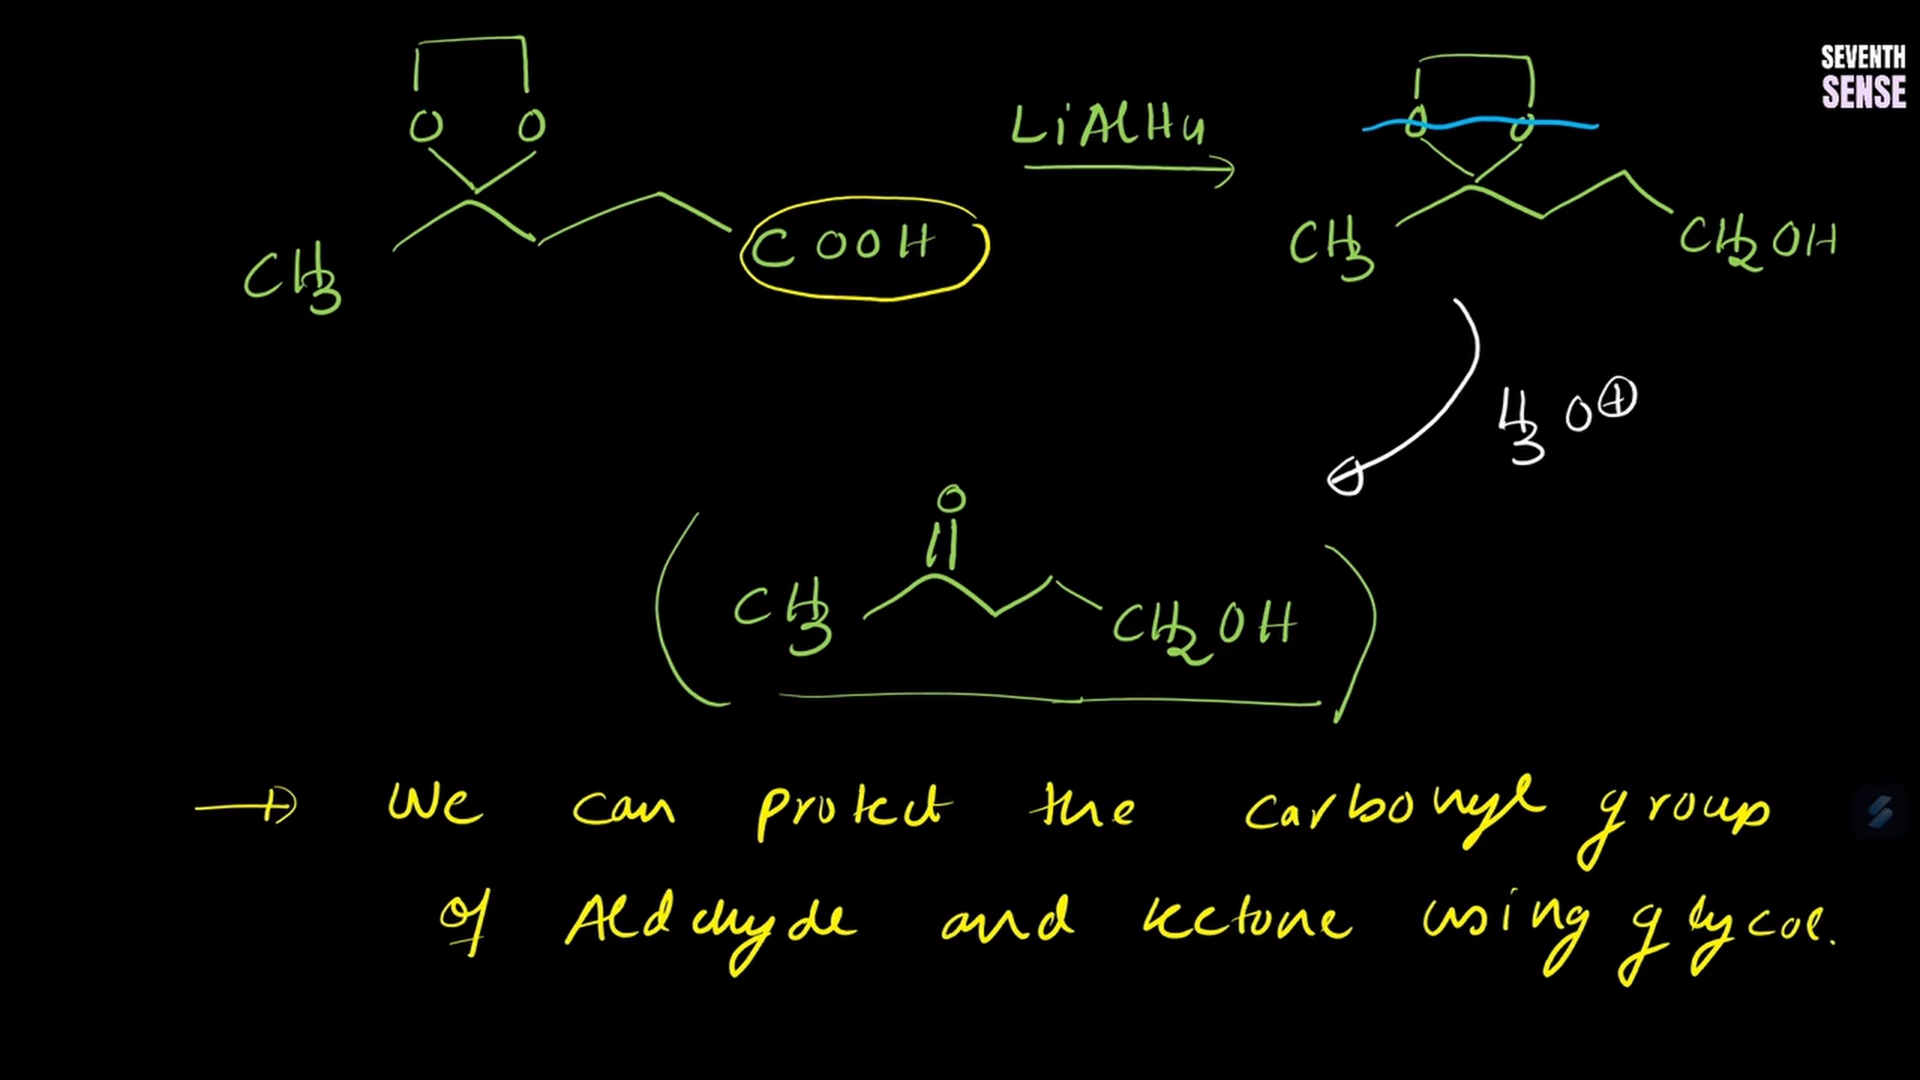 SEVENTH
SENSE
O O
CH3 COOH
LiAlH4
O O
CH3 CH2OH
H3O⊕
O
CH3 CH2OH
→ We can protect the carbonyl group
of Aldehyde and ketone using glycol.